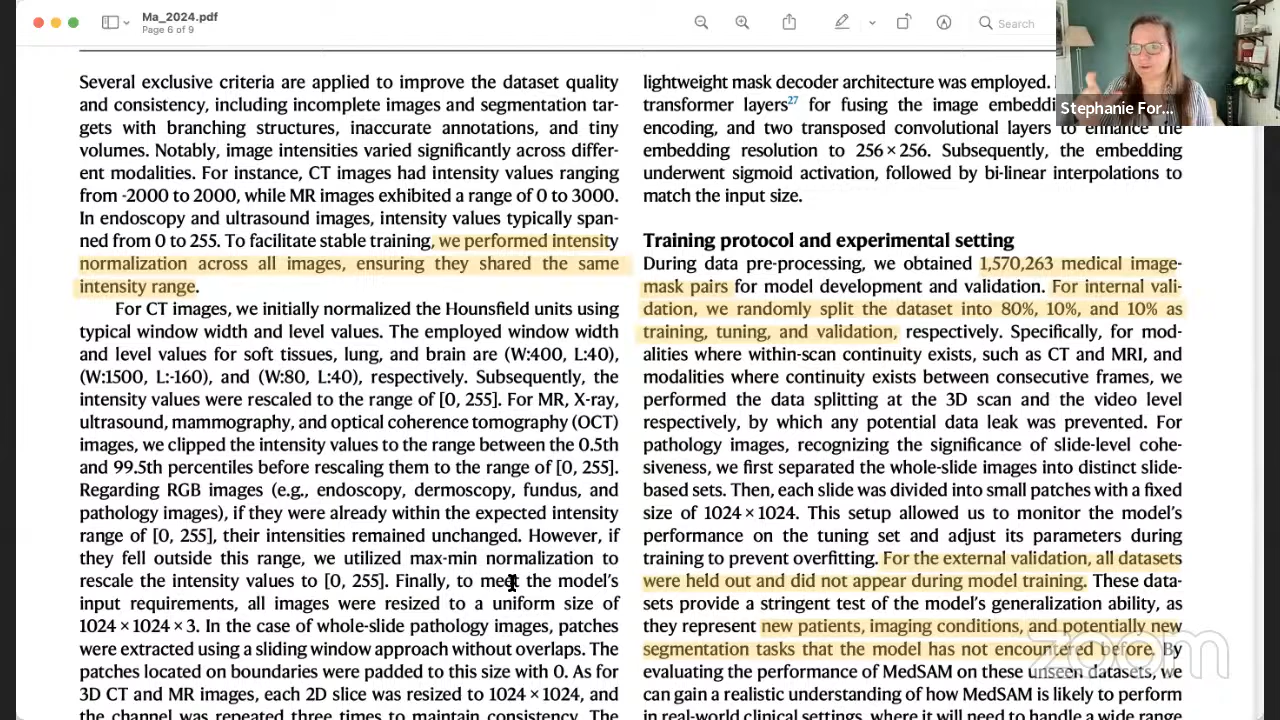 Ma_2024.pdf
Page 6 of 9
Search
Stephanie For...
Several exclusive criteria are applied to improve the dataset quality
and consistency, including incomplete images and segmentation tar-
gets with branching structures, inaccurate annotations, and tiny
volumes. Notably, image intensities varied significantly across differ-
ent modalities. For instance, CT images had intensity values ranging
from -2000 to 2000, while MR images exhibited a range of 0 to 3000.
In endoscopy and ultrasound images, intensity values typically span-
ned from 0 to 255. To facilitate stable training, we performed intensity
normalization across all images, ensuring they shared the same
intensity range.
For CT images, we initially normalized the Hounsfield units using
typical window width and level values. The employed window width
and level values for soft tissues, lung, and brain are (W:400, L:40),
(W:1500, L:-160), and (W:80, L:40), respectively. Subsequently, the
intensity values were rescaled to the range of [0, 255]. For MR, X-ray,
ultrasound, mammography, and optical coherence tomography (OCT)
images, we clipped the intensity values to the range between the 0.5th
and 99.5th percentiles before rescaling them to the range of [0, 255].
Regarding RGB images (e.g., endoscopy, dermoscopy, fundus, and
pathology images), if they were already within the expected intensity
range of [0, 255], their intensities remained unchanged. However, if
they fell outside this range, we utilized max-min normalization to
rescale the intensity values to [0, 255]. Finally, to meet the model's
input requirements, all images were resized to a uniform size of
1024 × 1024 × 3. In the case of whole-slide pathology images, patches
were extracted using a sliding window approach without overlaps. The
patches located on boundaries were padded to this size with 0. As for
3D CT and MR images, each 2D slice was resized to 1024 × 1024, and
the channel was repeated three times to maintain consistency. The
lightweight mask decoder architecture was employed.
transformer layers27 for fusing the image
encoding, and two transposed convolutional layers to enhance the
embedding resolution to 256 × 256. Subsequently, the embedding
underwent sigmoid activation, followed by bi-linear interpolations to
match the input size.
Training protocol and experimental setting
During data pre-processing, we obtained 1,570,263 medical image-
mask pairs for model development and validation. For internal vali-
dation, we randomly split the dataset into 80%, 10%, and 10% as
training, tuning, and validation, respectively. Specifically, for mod-
alities where within-scan continuity exists, such as CT and MRI, and
modalities where continuity exists between consecutive frames, we
performed the data splitting at the 3D scan and the video level
respectively, by which any potential data leak was prevented. For
pathology images, recognizing the significance of slide-level cohe-
siveness, we first separated the whole-slide images into distinct slide-
based sets. Then, each slide was divided into small patches with a fixed
size of 1024 × 1024. This setup allowed us to monitor the model's
performance on the tuning set and adjust its parameters during
training to prevent overfitting. For the external validation, all datasets
were held out and did not appear during model training. These data-
sets provide a stringent test of the model's generalization ability, as
they represent new patients, imaging conditions, and potentially new
segmentation tasks that the model has not encountered before. By
evaluating the performance of MedSAM on these unseen datasets, we
can gain a realistic understanding of how MedSAM is likely to perform
in real-world clinical settings, where it will need to handle a wide range
zoom